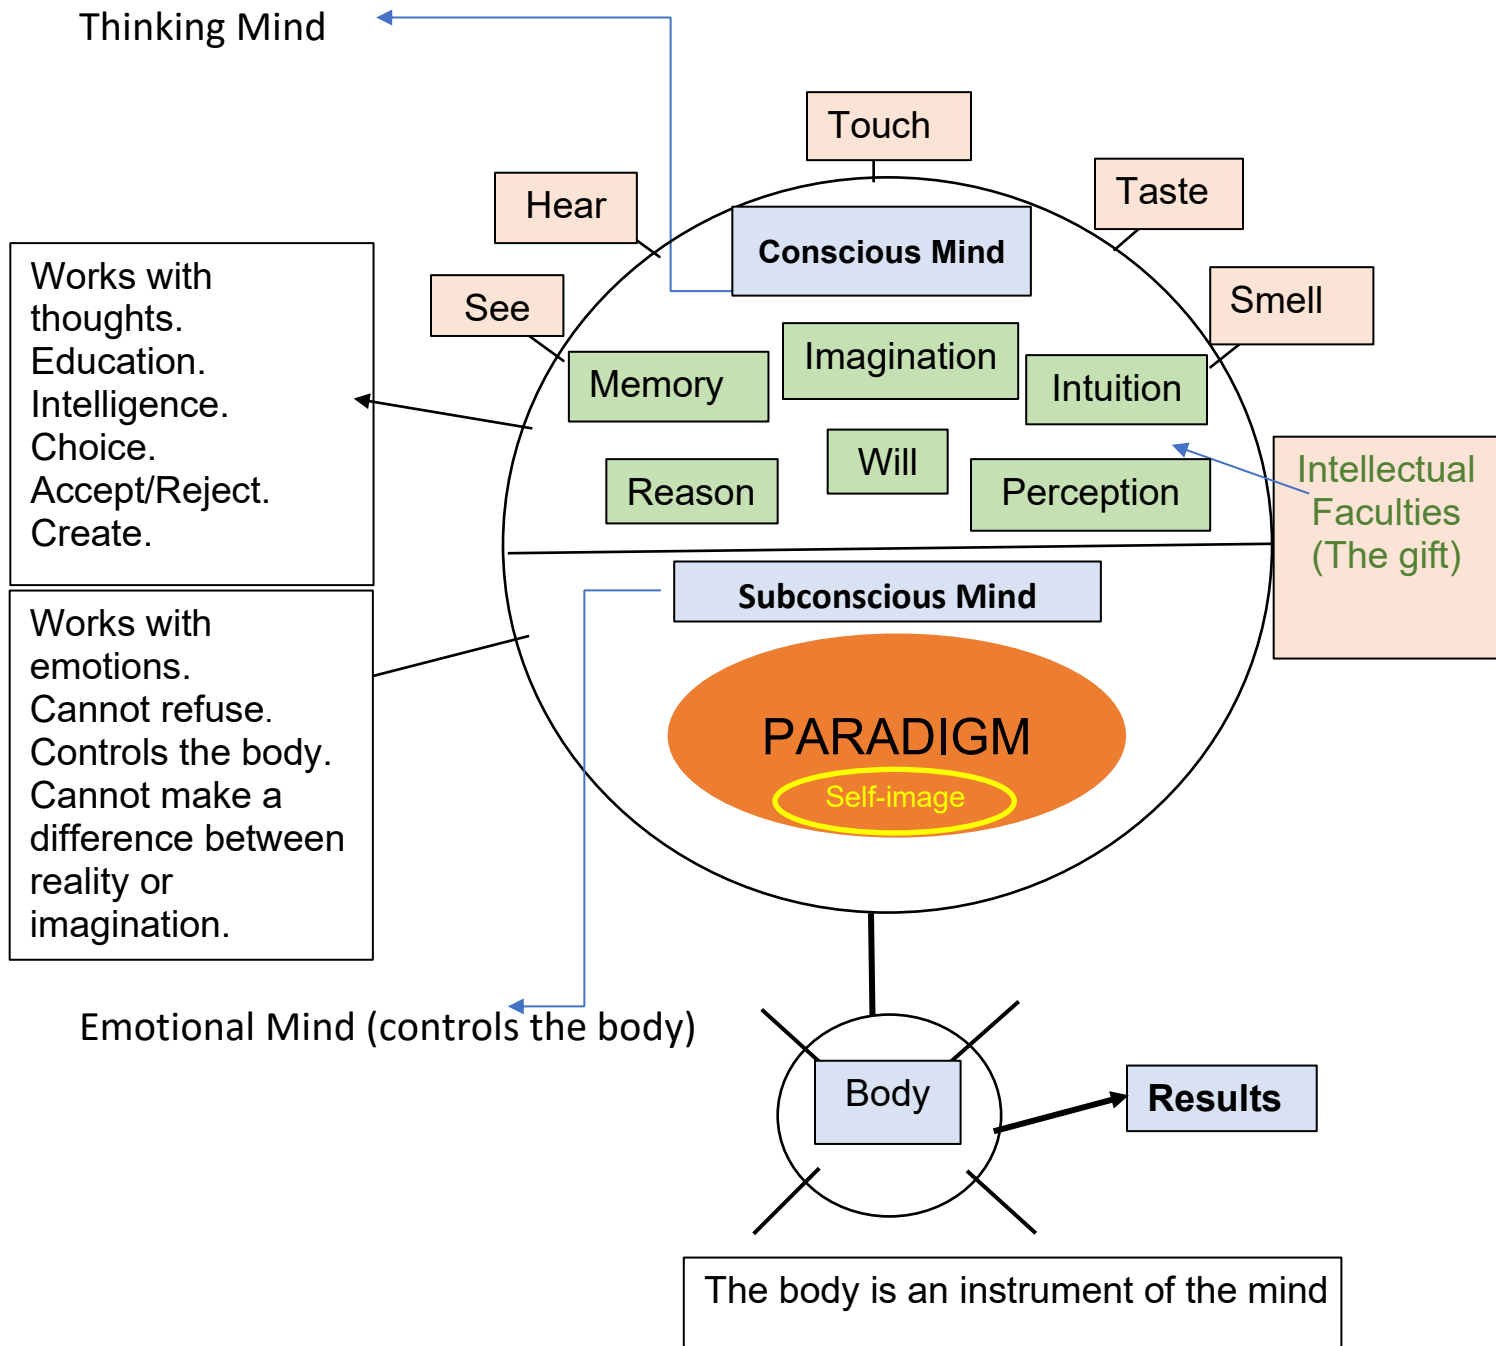 Thinking Mind
Touch
Hear
Taste
Conscious Mind
See
Smell
Works with
thoughts.
Education.
Intelligence.
Choice.
Accept/Reject.
Create.
Memory
Imagination
Intuition
Reason
Will
Perception
Intellectual
Faculties
(The gift)
Subconscious Mind
Works with
emotions.
Cannot refuse.
Controls the body.
Cannot make a
difference between
reality or
imagination.
PARADIGM
Self-image
Emotional Mind (controls the body)
Body
Results
The body is an instrument of the mind